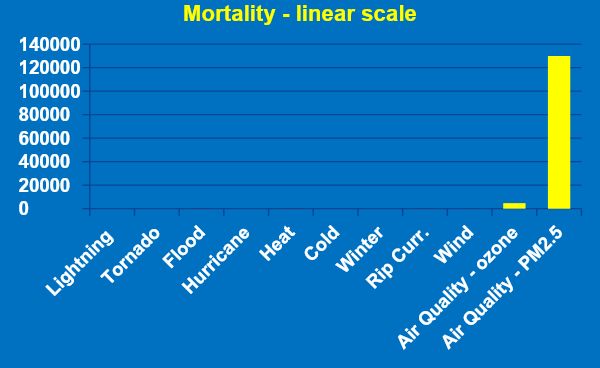 Mortality - linear scale
140000
120000
100000
80000
60000
40000
20000
0
Lightning
Tornado
Flood
Hurricane
Heat
Cold
Winter
Rip Curr.
Wind
Air Quality - ozone
Air Quality - PM2.5